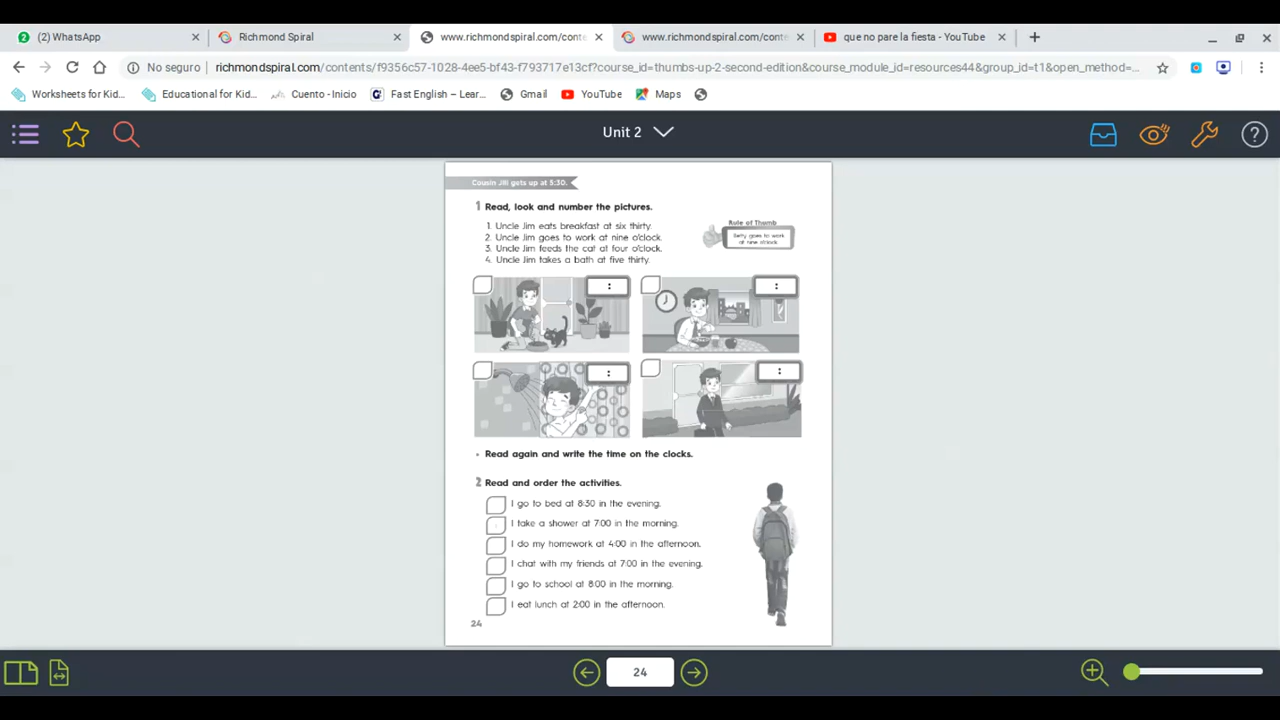 (2) WhatsApp
Richmond Spiral
www.richmondspiral.com/conte
www.richmondspiral.com/conte
que no pare la fiesta - YouTube
No seguro
richmondspiral.com/contents/f9356c57-1028-4ee5-bf43-f793717e13cf?course_id=thumbs-up-2-second-edition&course_module_id=resources44&group_id=t1&open_method=...
Worksheets for Kid...
Educational for Kid...
Cuento - Inicio
Fast English – Lear...
Gmail
YouTube
Maps
Unit 2
Cousin Jill gets up at 5:30.
1 Read, look and number the pictures.
1. Uncle Jim eats breakfast at six thirty.
2. Uncle Jim goes to work at nine o'clock.
3. Uncle Jim feeds the cat at four o'clock.
4. Uncle Jim takes a bath at five thirty.
Rule of Thumb
Betty goes to work
at nine o'clock.
:
:
:
:
• Read again and write the time on the clocks.
2 Read and order the activities.
I go to bed at 8:30 in the evening.
I take a shower at 7:00 in the morning.
I do my homework at 4:00 in the afternoon.
I chat with my friends at 7:00 in the evening.
I go to school at 8:00 in the morning.
I eat lunch at 2:00 in the afternoon.
24
24